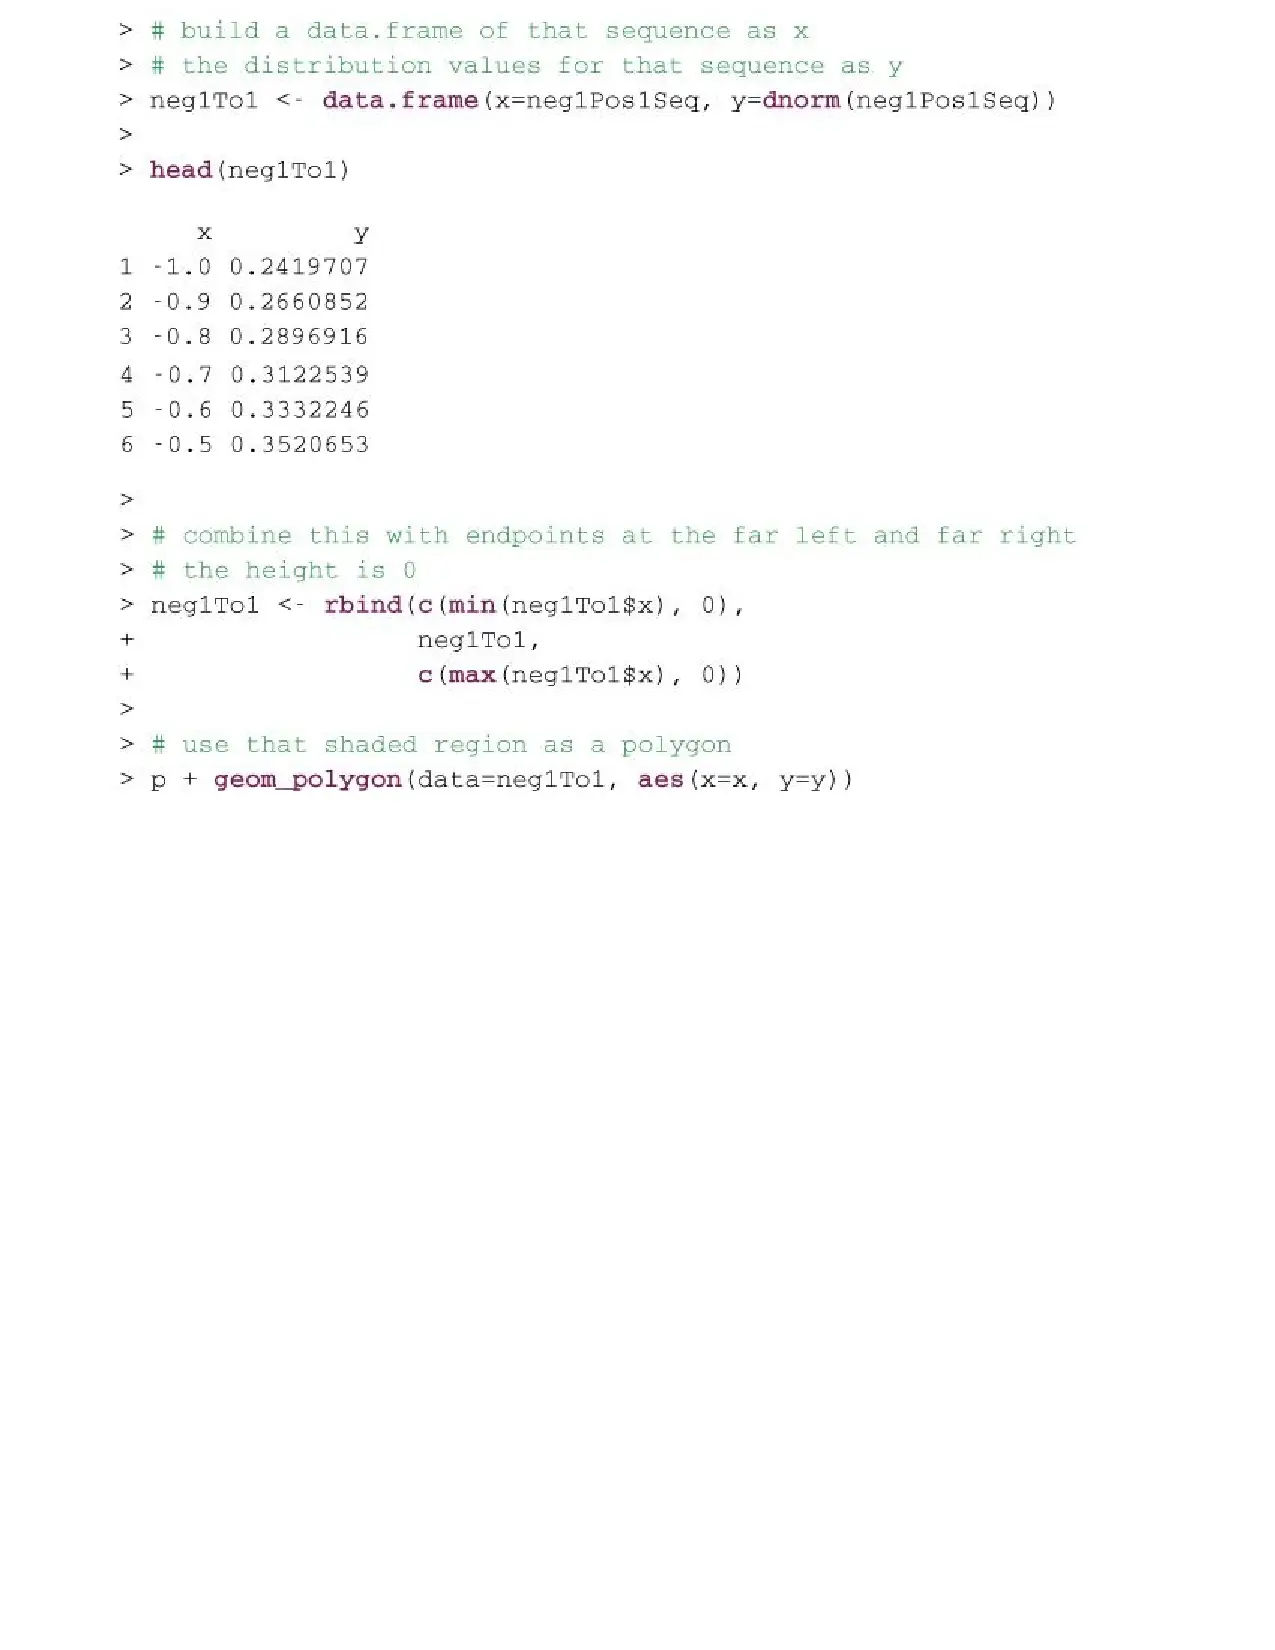 > # build a data.frame of that sequence as x
> # the distribution values for that sequence as y
> neg1To1 <- data.frame(x=neg1Pos1Seq, y=dnorm(neg1Pos1Seq))
>
> head(neg1To1)
x y
1 -1.0 0.2419707
2 -0.9 0.2660852
3 -0.8 0.2896916
4 -0.7 0.3122539
5 -0.6 0.3332246
6 -0.5 0.3520653
>
> # combine this with endpoints at the far left and far right
> # the height is 0
> neg1To1 <- rbind(c(min(neg1To1$x), 0),
+ neg1To1,
+ c(max(neg1To1$x), 0))
>
> # use that shaded region as a polygon
> p + geom_polygon(data=neg1To1, aes(x=x, y=y))